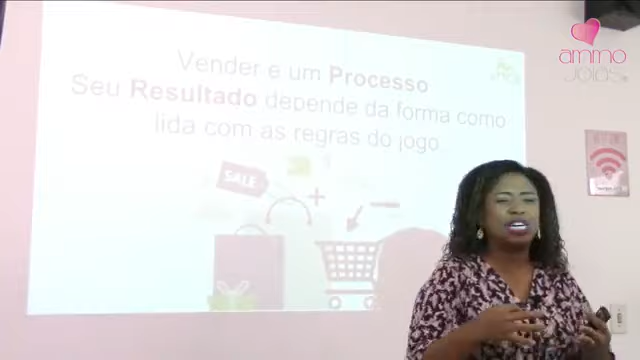 Vender é um Processo
Seu Resultado depende da forma como
lida com as regras do jogo
SALE
ammo
Joias